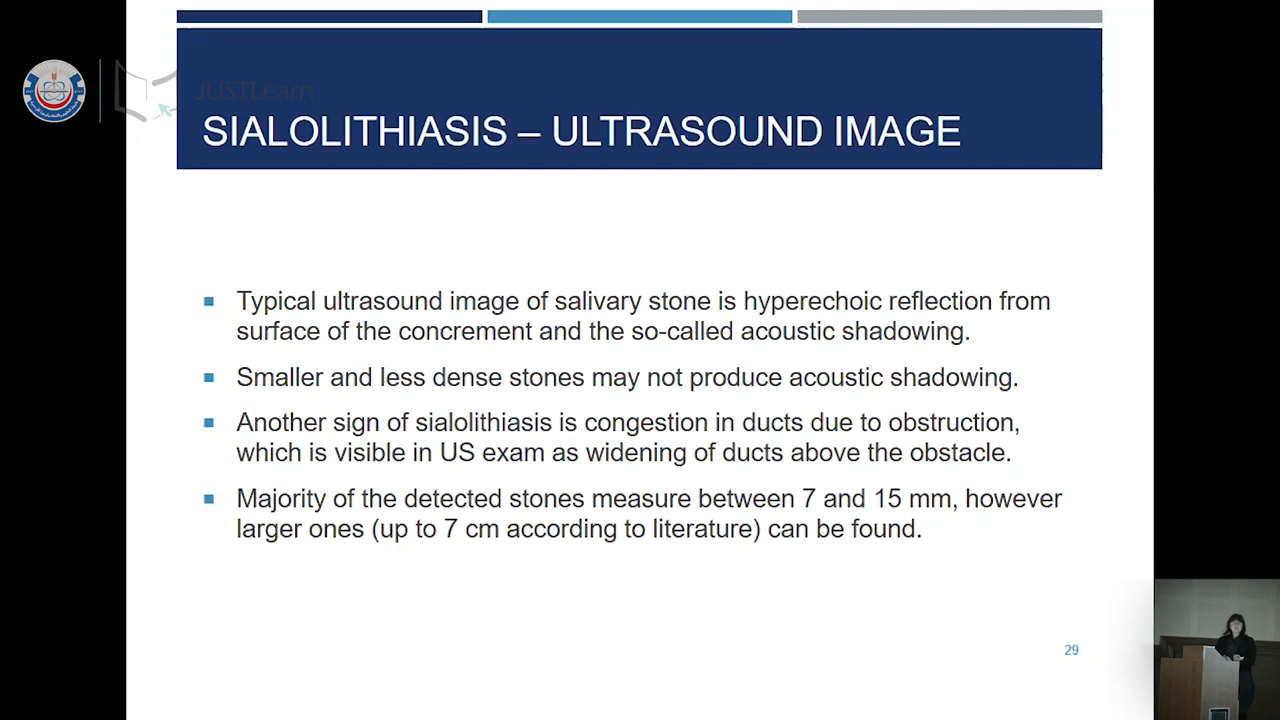 JUSTLearn
SIALOLITHIASIS – ULTRASOUND IMAGE
Typical ultrasound image of salivary stone is hyperechoic reflection from
surface of the concrement and the so-called acoustic shadowing.
Smaller and less dense stones may not produce acoustic shadowing.
Another sign of sialolithiasis is congestion in ducts due to obstruction,
which is visible in US exam as widening of ducts above the obstacle.
Majority of the detected stones measure between 7 and 15 mm, however
larger ones (up to 7 cm according to literature) can be found.
29